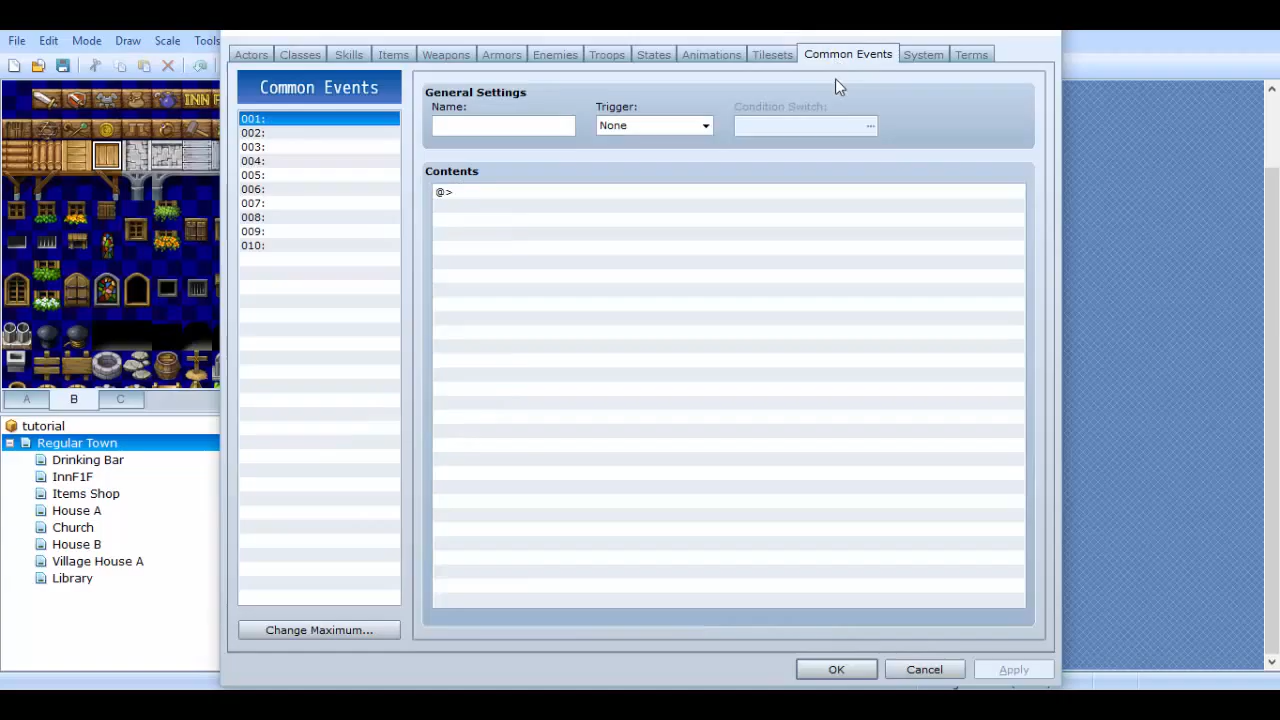 File Edit Mode Draw Scale Tools
Actors Classes Skills Items Weapons Armors Enemies Troops States Animations Tilesets Common Events System Terms
Common Events
001:
002:
003:
004:
005:
006:
007:
008:
009:
010:
Change Maximum...
General Settings
Name: Trigger: Condition Switch:
None ...
Contents
@>
INN
A B C
tutorial
Regular Town
Drinking Bar
InnF1F
Items Shop
House A
Church
House B
Village House A
Library
OK Cancel Apply